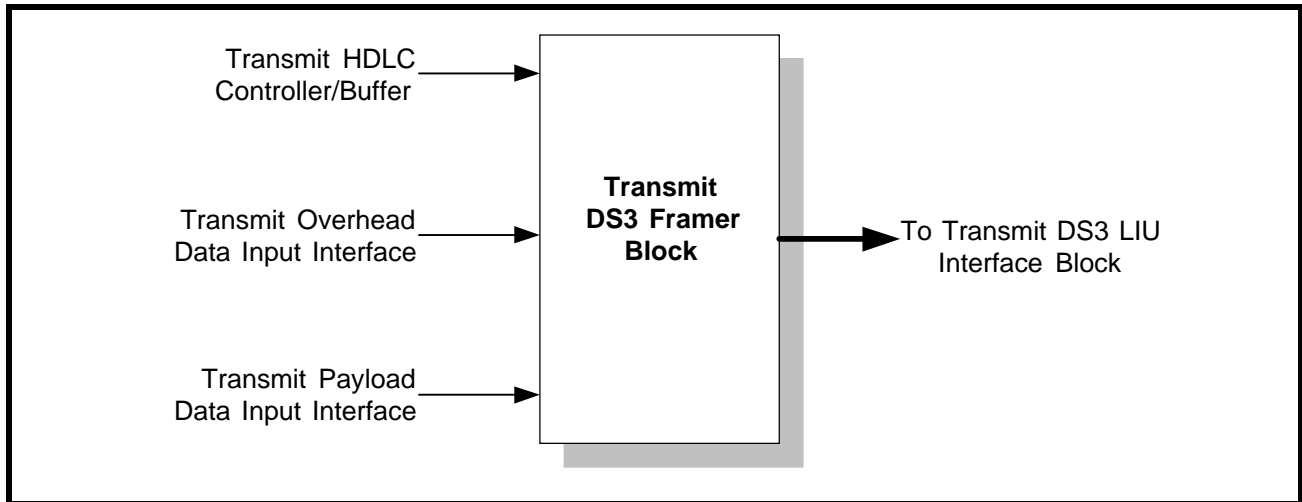 Transmit HDLC
Controller/Buffer
Transmit Overhead
Data Input Interface
Transmit Payload
Data Input Interface
Transmit
DS3 Framer
Block
To Transmit DS3 LIU
Interface Block